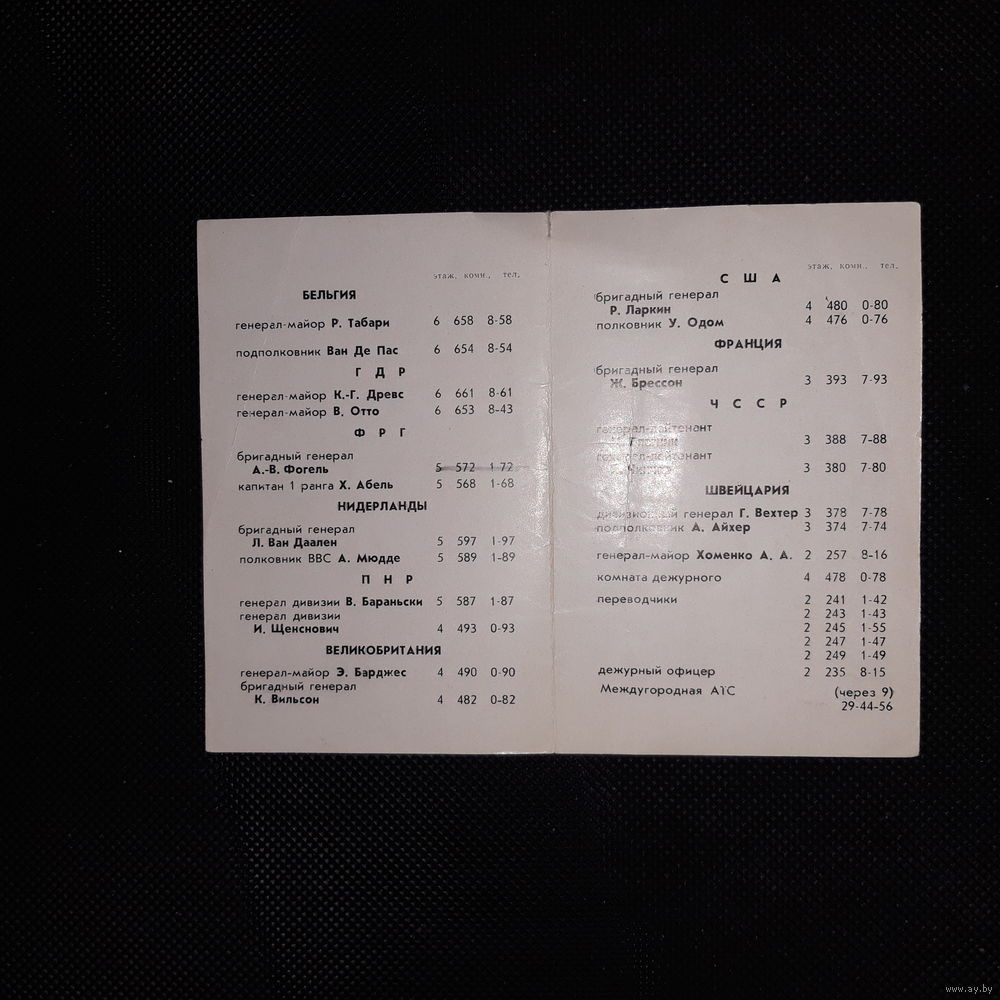 этаж, комн., тел.
БЕЛЬГИЯ
генерал-майор Р. Табари 6 658 8-58
подполковник Ван Де Пас 6 654 8-54
Г Д Р
генерал-майор К.-Г. Древс 6 661 8-61
генерал-майор В. Отто 6 653 8-43
Ф Р Г
бригадный генерал
А.-В. Фогель 5 572 1-72
капитан 1 ранга Х. Абель 5 568 1-68
НИДЕРЛАНДЫ
бригадный генерал
Л. Ван Даален 5 597 1-97
полковник ВВС А. Мюдде 5 589 1-89
П Н Р
генерал дивизии В. Бараньски 5 587 1-87
генерал дивизии
И. Щенснович 4 493 0-93
ВЕЛИКОБРИТАНИЯ
генерал-майор Э. Барджес 4 490 0-90
бригадный генерал
К. Вильсон 4 482 0-82
этаж, комн., тел.
С Ш А
бригадный генерал
Р. Ларкин 4 480 0-80
полковник У. Одом 4 476 0-76
ФРАНЦИЯ
бригадный генерал
Ж. Брессон 3 393 7-93
Ч С С Р
генерал-лейтенант
3 388 7-88
генерал-лейтенант
3 380 7-80
ШВЕЙЦАРИЯ
дивизионный генерал Г. Вехтер 3 378 7-78
подполковник А. Айхер 3 374 7-74
генерал-майор Хоменко А. А. 2 257 8-16
комната дежурного 4 478 0-78
переводчики 2 241 1-42
2 243 1-43
2 245 1-55
2 247 1-47
2 249 1-49
дежурный офицер 2 235 8-15
Междугородная АТС (через 9)
29-44-56
www.ay.by